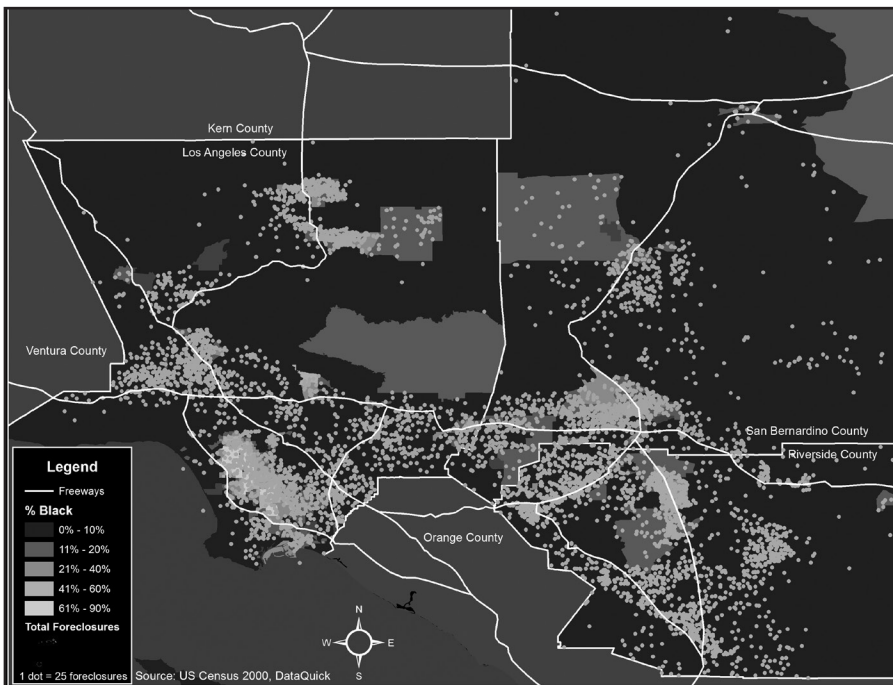 Kern County
Los Angeles County
Ventura County
San Bernardino County
Riverside County
Orange County
Legend
Freeways
% Black
0% - 10%
11% - 20%
21% - 40%
41% - 60%
61% - 90%
Total Foreclosures
1 dot = 25 foreclosures
Source: US Census 2000, DataQuick
N
W
E
S